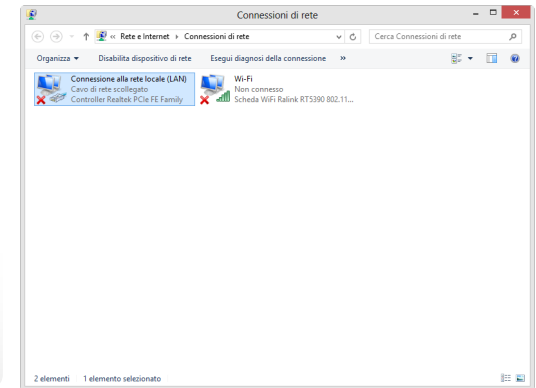 Connessioni di rete
« Rete e Internet Connessioni di rete
Cerca Connessioni di rete
Organizza Disabilita dispositivo di rete Esegui diagnosi della connessione »
Connessione alla rete locale (LAN)
Cavo di rete scollegato
Controller Realtek PCIe FE Family
Wi-Fi
Non connesso
Scheda WiFi Ralink RT5390 802.11...
2 elementi 1 elemento selezionato